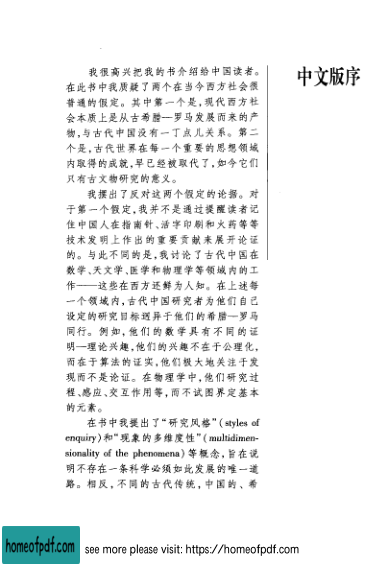 中文版序
我很高兴把我的书介绍给中国读者。
在此书中我质疑了两个在当今西方社会很
普通的假定。其中第一个是,现代西方社
会本质上是从古希腊—罗马发展而来的产
物,与古代中国没有一丁点儿关系。第二
个是,古代世界在每一个重要的思想领域
内取得的成就,早已经被取代了,如今它们
只有古文物研究的意义。
我摆出了反对这两个假定的论据。对
于第一个假定,我并不是通过提醒读者记
住中国人在指南针、活字印刷和火药等等
技术发明上作出的重要贡献来展开论证
的。与此不同的是,我讨论了古代中国在
数学、天文学、医学和物理学等领域内的工
作——这些在西方还鲜为人知。在上述每
一个领域内,古代中国研究者为他们自己
设定的研究目标迥异于他们的希腊—罗马
同行。例如,他们的数学具有不同的证
明—理论兴趣,他们的兴趣不在于公理化,
而在于算法的证实,他们极大地关注于发
现而不是论证。在物理学中,他们研究过
程、感应、交互作用等,而不试图界定基本
的元素。
在书中我提出了“研究风格”(styles of
enquiry)和“现象的多维度性”(multidimen-
sionality of the phenomena)等概念,旨在说
明不存在一条科学必须如此发展的唯一道
路。相反,不同的古代传统,中国的、希
homeofpdf.com
see more please visit: https://homeofpdf.com